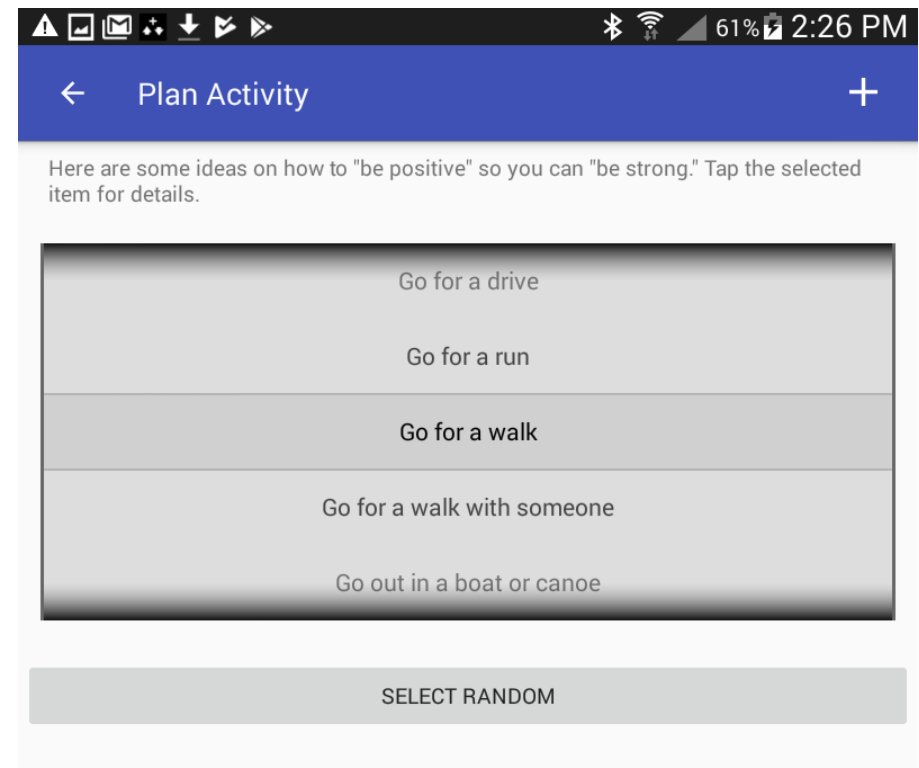 61% 2:26 PM
Plan Activity
Here are some ideas on how to "be positive" so you can "be strong." Tap the selected
item for details.
Go for a drive
Go for a run
Go for a walk
Go for a walk with someone
Go out in a boat or canoe
SELECT RANDOM